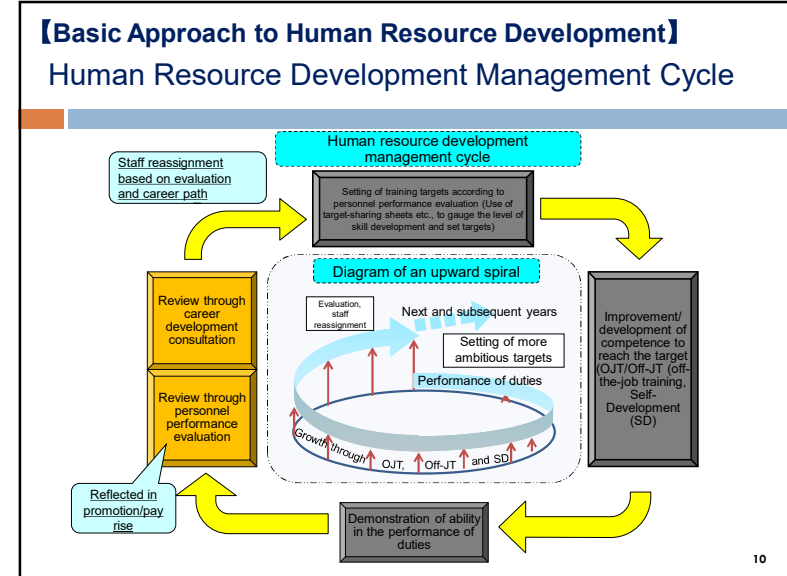 【Basic Approach to Human Resource Development】
Human Resource Development Management Cycle
Human resource development
management cycle
Staff reassignment
based on evaluation
and career path
Setting of training targets according to
personnel performance evaluation (Use of
target-sharing sheets etc., to gauge the level of
skill development and set targets)
Diagram of an upward spiral
Evaluation,
staff
reassignment
Next and subsequent years
Setting of more
ambitious targets
Performance of duties
Growth through
OJT,
Off-JT
and SD
Review through
career
development
consultation
Review through
personnel
performance
evaluation
Improvement/
development of
competence to
reach the target
(OJT/Off-JT (off-
the-job training,
Self-
Development
(SD)
Reflected in
promotion/pay
rise
Demonstration of ability
in the performance of
duties
10